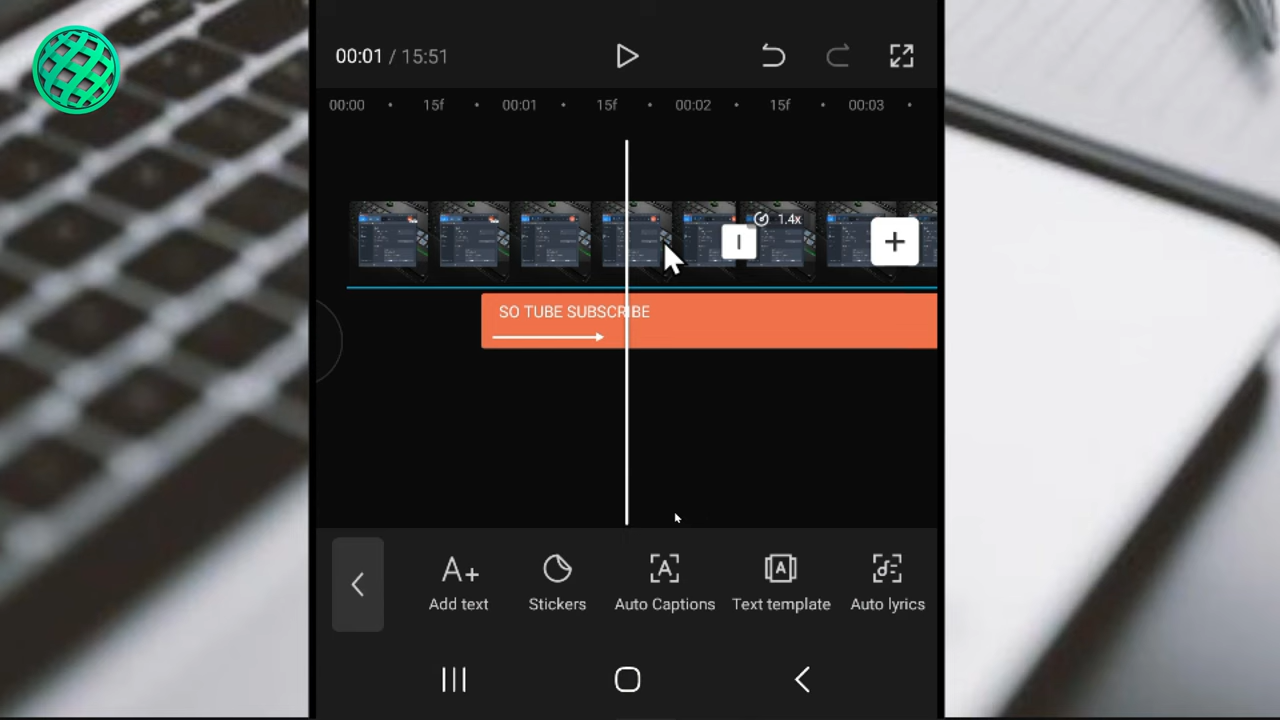 00:01 / 15:51
00:00 15f 00:01 15f 00:02 15f 00:03
1.4x
SO TUBE SUBSCRIBE
A+ A A
Add text Stickers Auto Captions Text template Auto lyrics